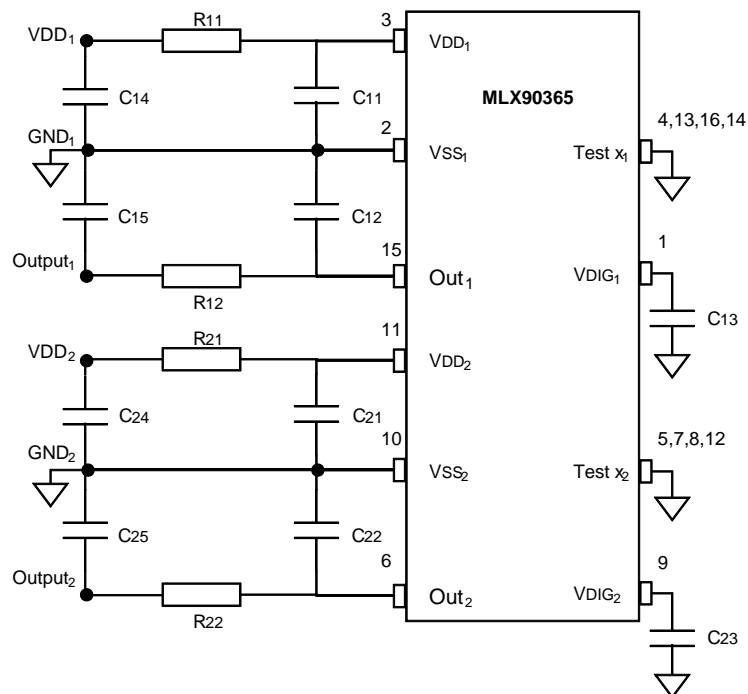 VDD1
R11
3
VDD1
C14
C11
MLX90365
GND1
2
VSS1
4,13,16,14
Test x1
C15
C12
Output1
R12
15
Out1
1
VDIG1
C13
VDD2
R21
11
VDD2
C24
C21
GND2
10
VSS2
5,7,8,12
Test x2
C25
C22
Output2
R22
6
Out2
9
VDIG2
C23